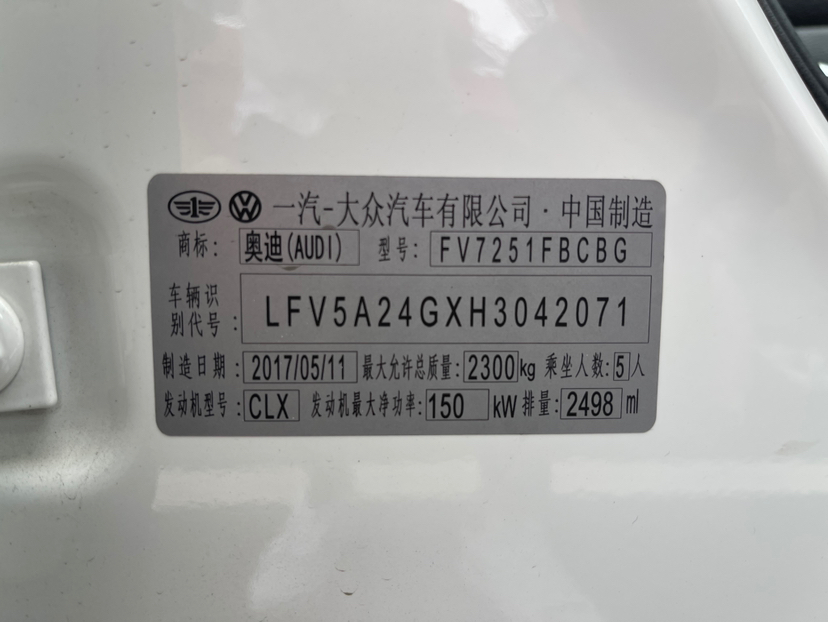 一汽-大众汽车有限公司·中国制造
商标: 奥迪(AUDI) 型号: FV7251FBCBG
车辆识别代号: LFV5A24GXH3042071
制造日期: 2017/05/11 最大允许总质量: 2300 kg 乘坐人数: 5 人
发动机型号: CLX 发动机最大净功率: 150 kW 排量: 2498 ml